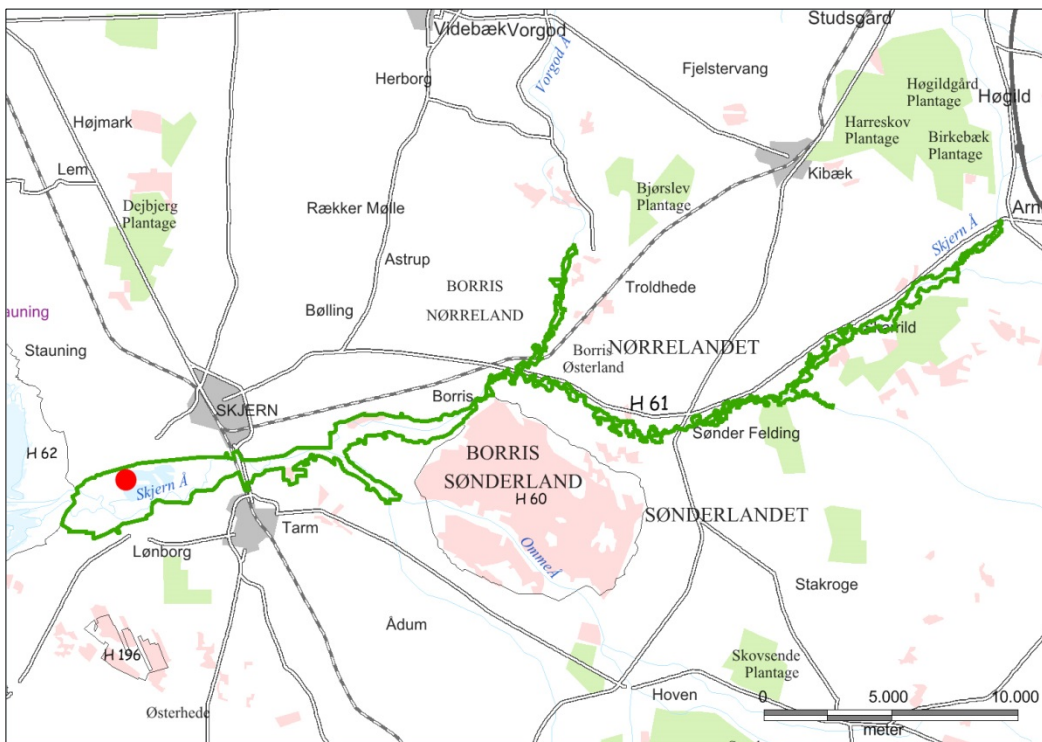 Studsgård
Videbæk
Vorgod
Vorgod Å
Fjelstervang
Herborg
Høgildgård
Plantage
Høgild
Højmark
Harreskov
Plantage
Birkebæk
Plantage
Lem
Kibæk
Bjørslev
Plantage
Dejbjerg
Plantage
Rækker Mølle
Arn
Skjern Å
Astrup
BORRIS
NØRRELAND
Troldhede
auning
Bølling
Stauning
NØRRELANDET
Borris
Østerland
Borris
H 61
SKJERN
Sønder Felding
H 62
BORRIS
SØNDERLAND
H 60
Skjern Å
SØNDERLANDET
Tarm
Lønborg
Omme Å
Stakroge
Ådum
H 196
Skovsende
Plantage
Hoven
Østerhede
0 5.000 10.000
meter